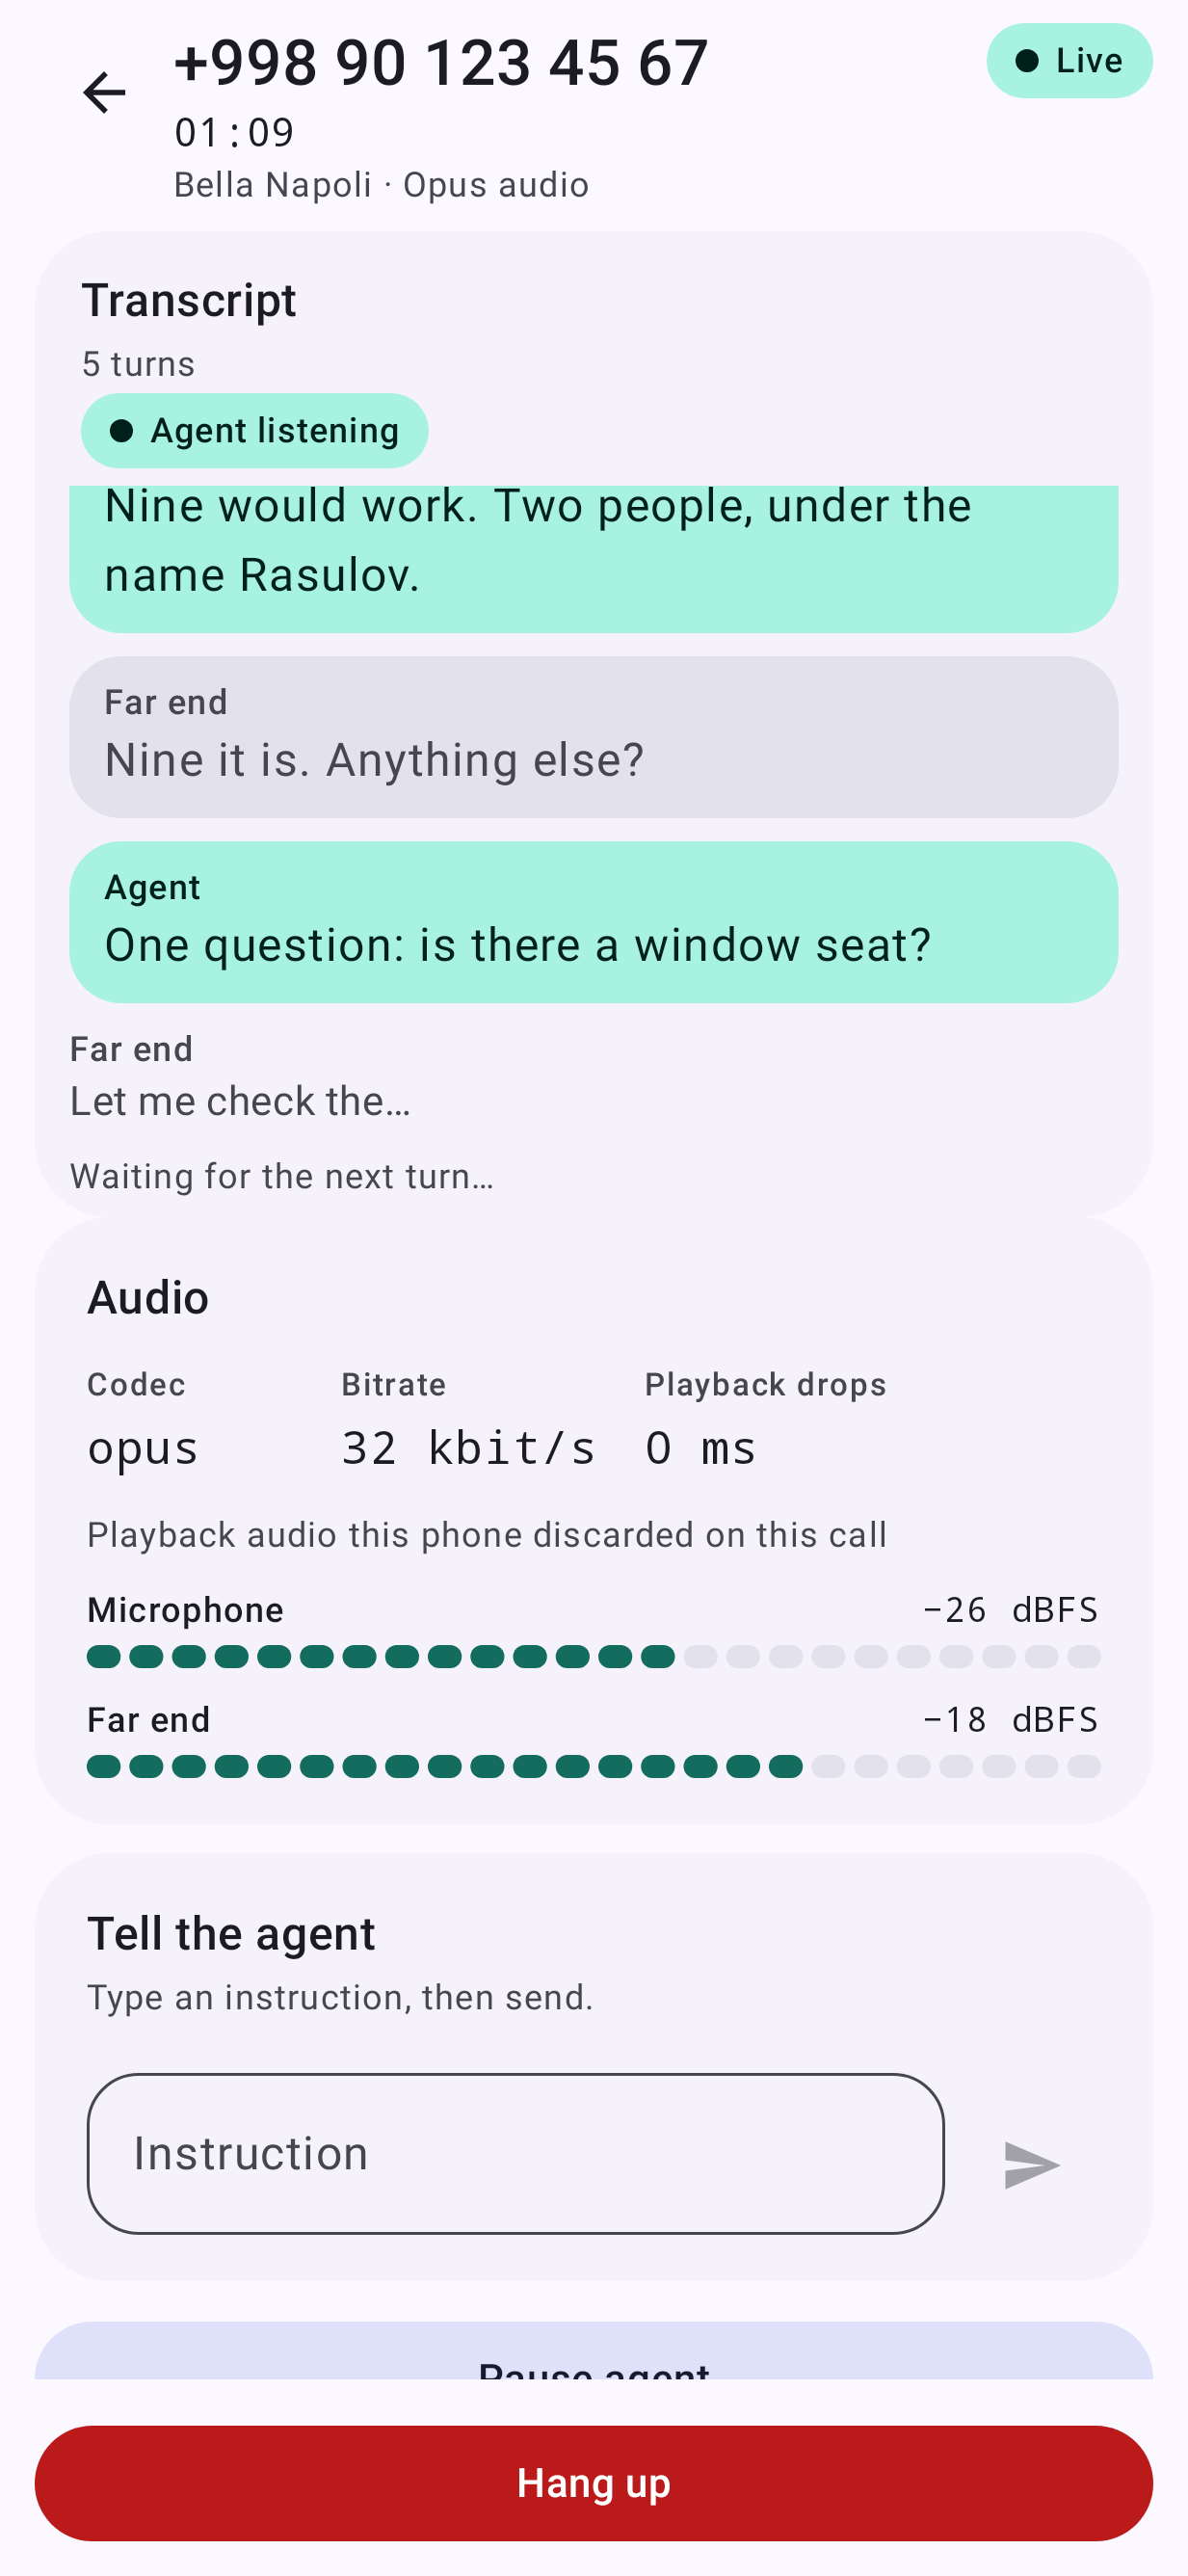 +998 90 123 45 67
Live
01:09
Bella Napoli · Opus audio
Transcript
5 turns
Agent listening
Nine would work. Two people, under the
name Rasulov.
Far end
Nine it is. Anything else?
Agent
One question: is there a window seat?
Far end
Let me check the…
Waiting for the next turn…
Audio
Codec Bitrate Playback drops
opus 32 kbit/s 0 ms
Playback audio this phone discarded on this call
Microphone −26 dBFS
Far end −18 dBFS
Tell the agent
Type an instruction, then send.
Instruction
Pause agent
Hang up